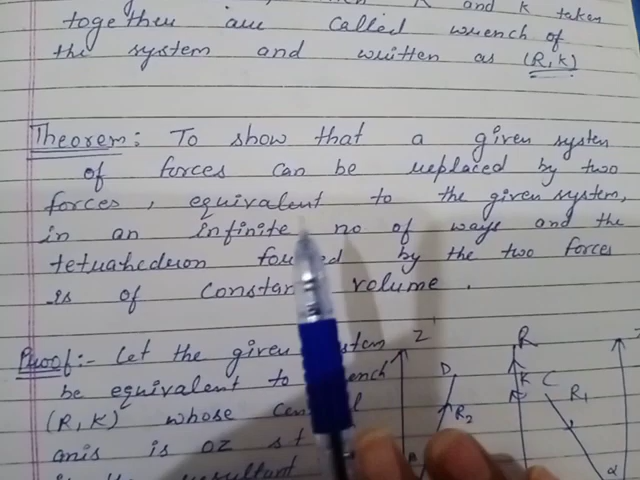 R and K taken
together are called wrench of
the system and written as (R,K)
Theorem: To show that a given system
of forces can be replaced by two
forces, equivalent to the given system,
in an infinite no of ways and the
tetrahedron by the two forces
is of volume.
Proof:- Let the given
be equivalent to
(R,K) whose
axis is oz
Z'
R
D
K
C
R1
R2
α